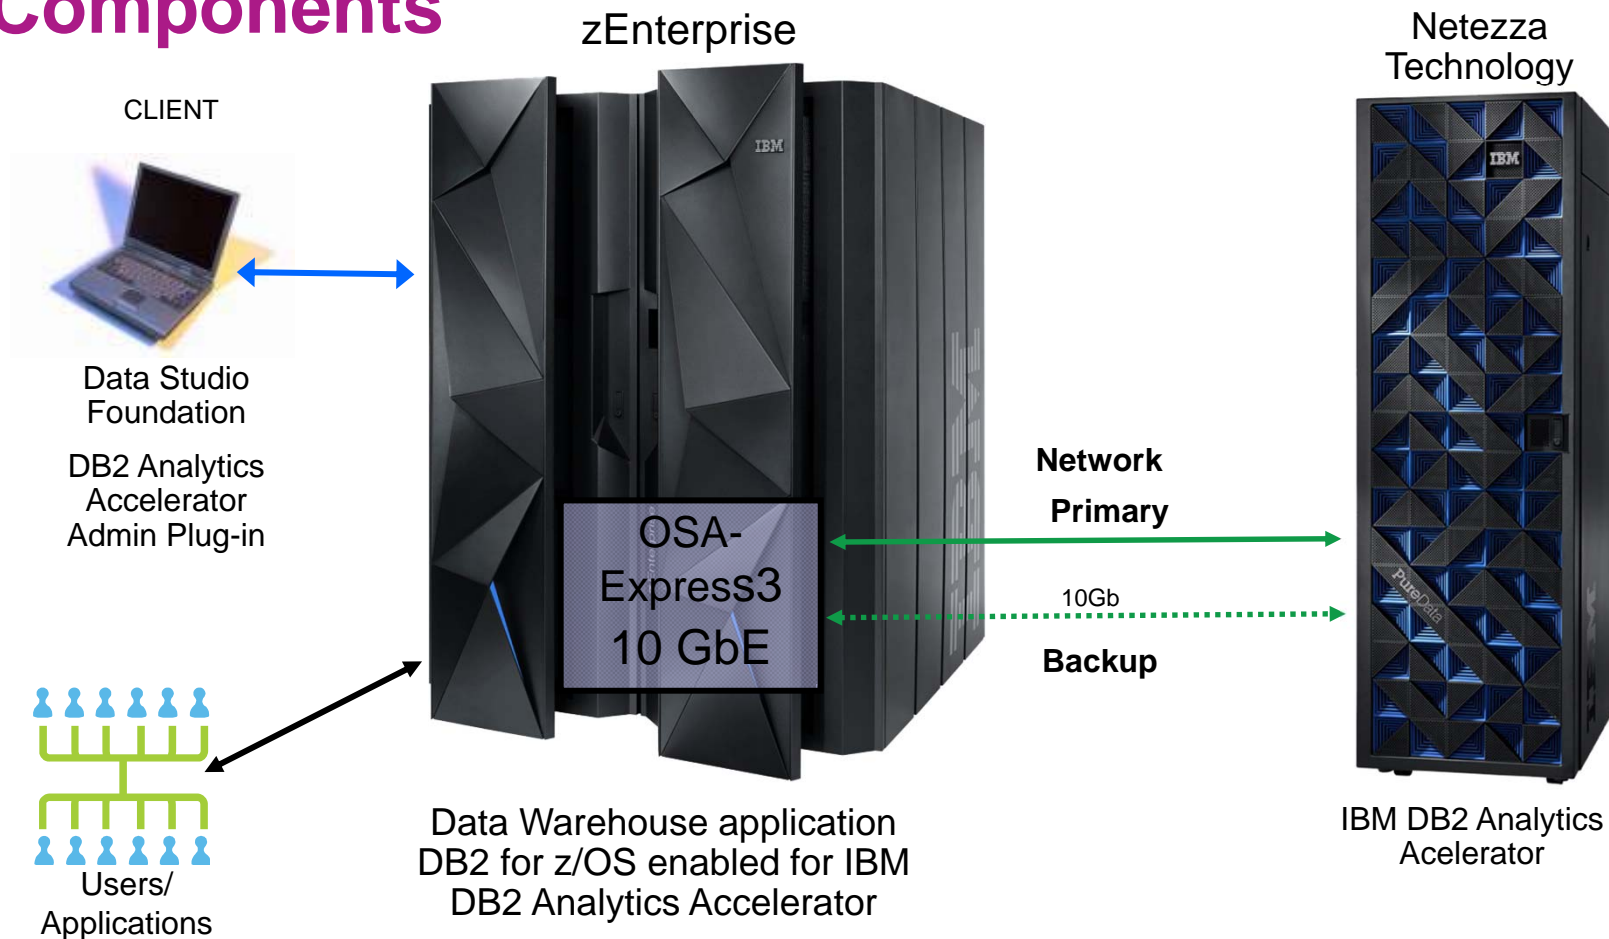 Components
zEnterprise
Netezza
Technology
CLIENT
IBM
IBM
Data Studio
Foundation
DB2 Analytics
Accelerator
Admin Plug-in
Network
Primary
OSA-
Express3
10 GbE
10Gb
Backup
PureData
IBM
Users/
Applications
Data Warehouse application
DB2 for z/OS enabled for IBM
DB2 Analytics Accelerator
IBM DB2 Analytics
Acelerator